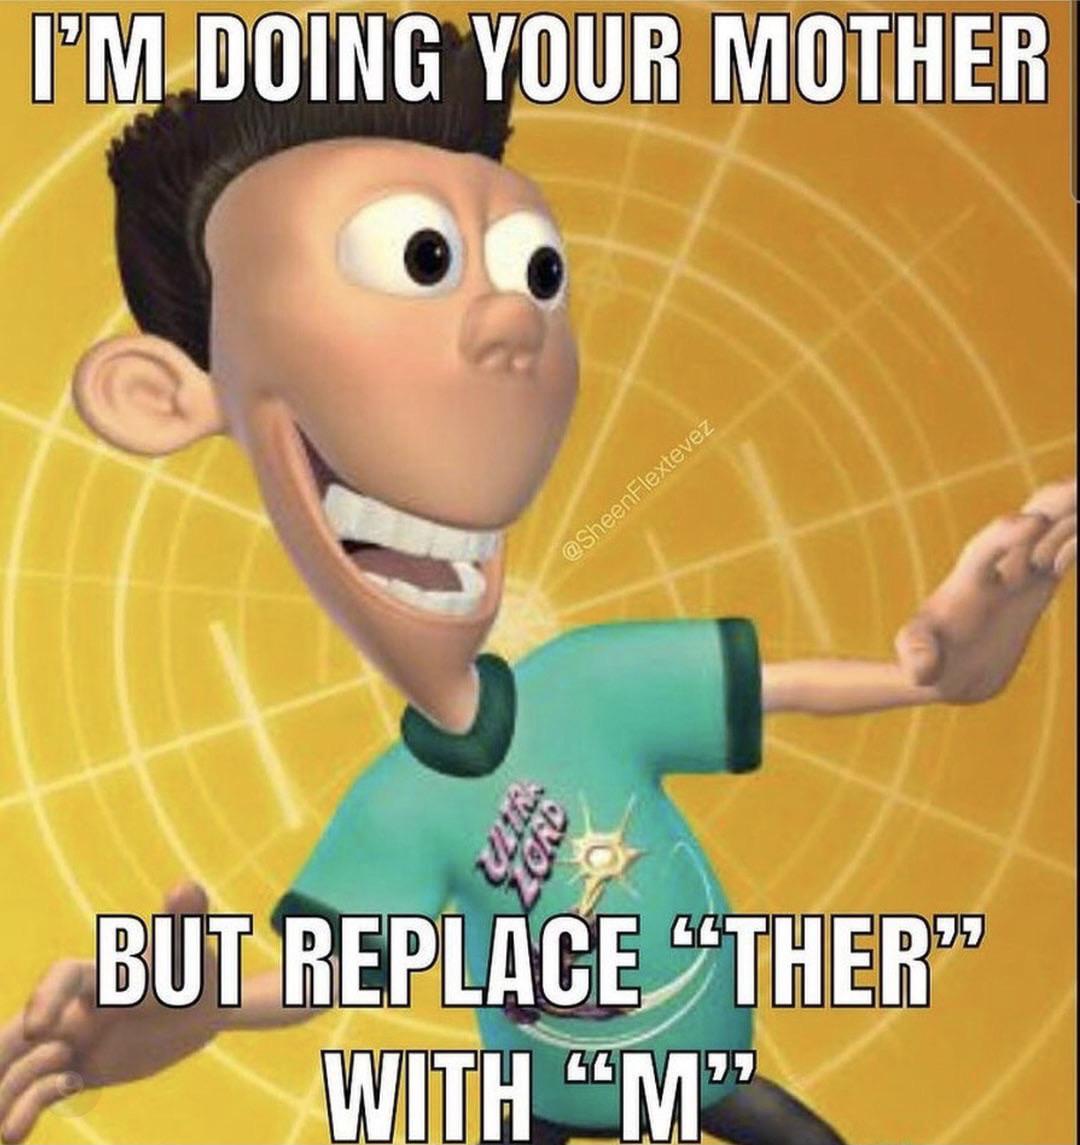 I'M DOING YOUR MOTHER
@SheenFlextevez
ULTRA
LORD
BUT REPLACE “THER”
WITH “M”